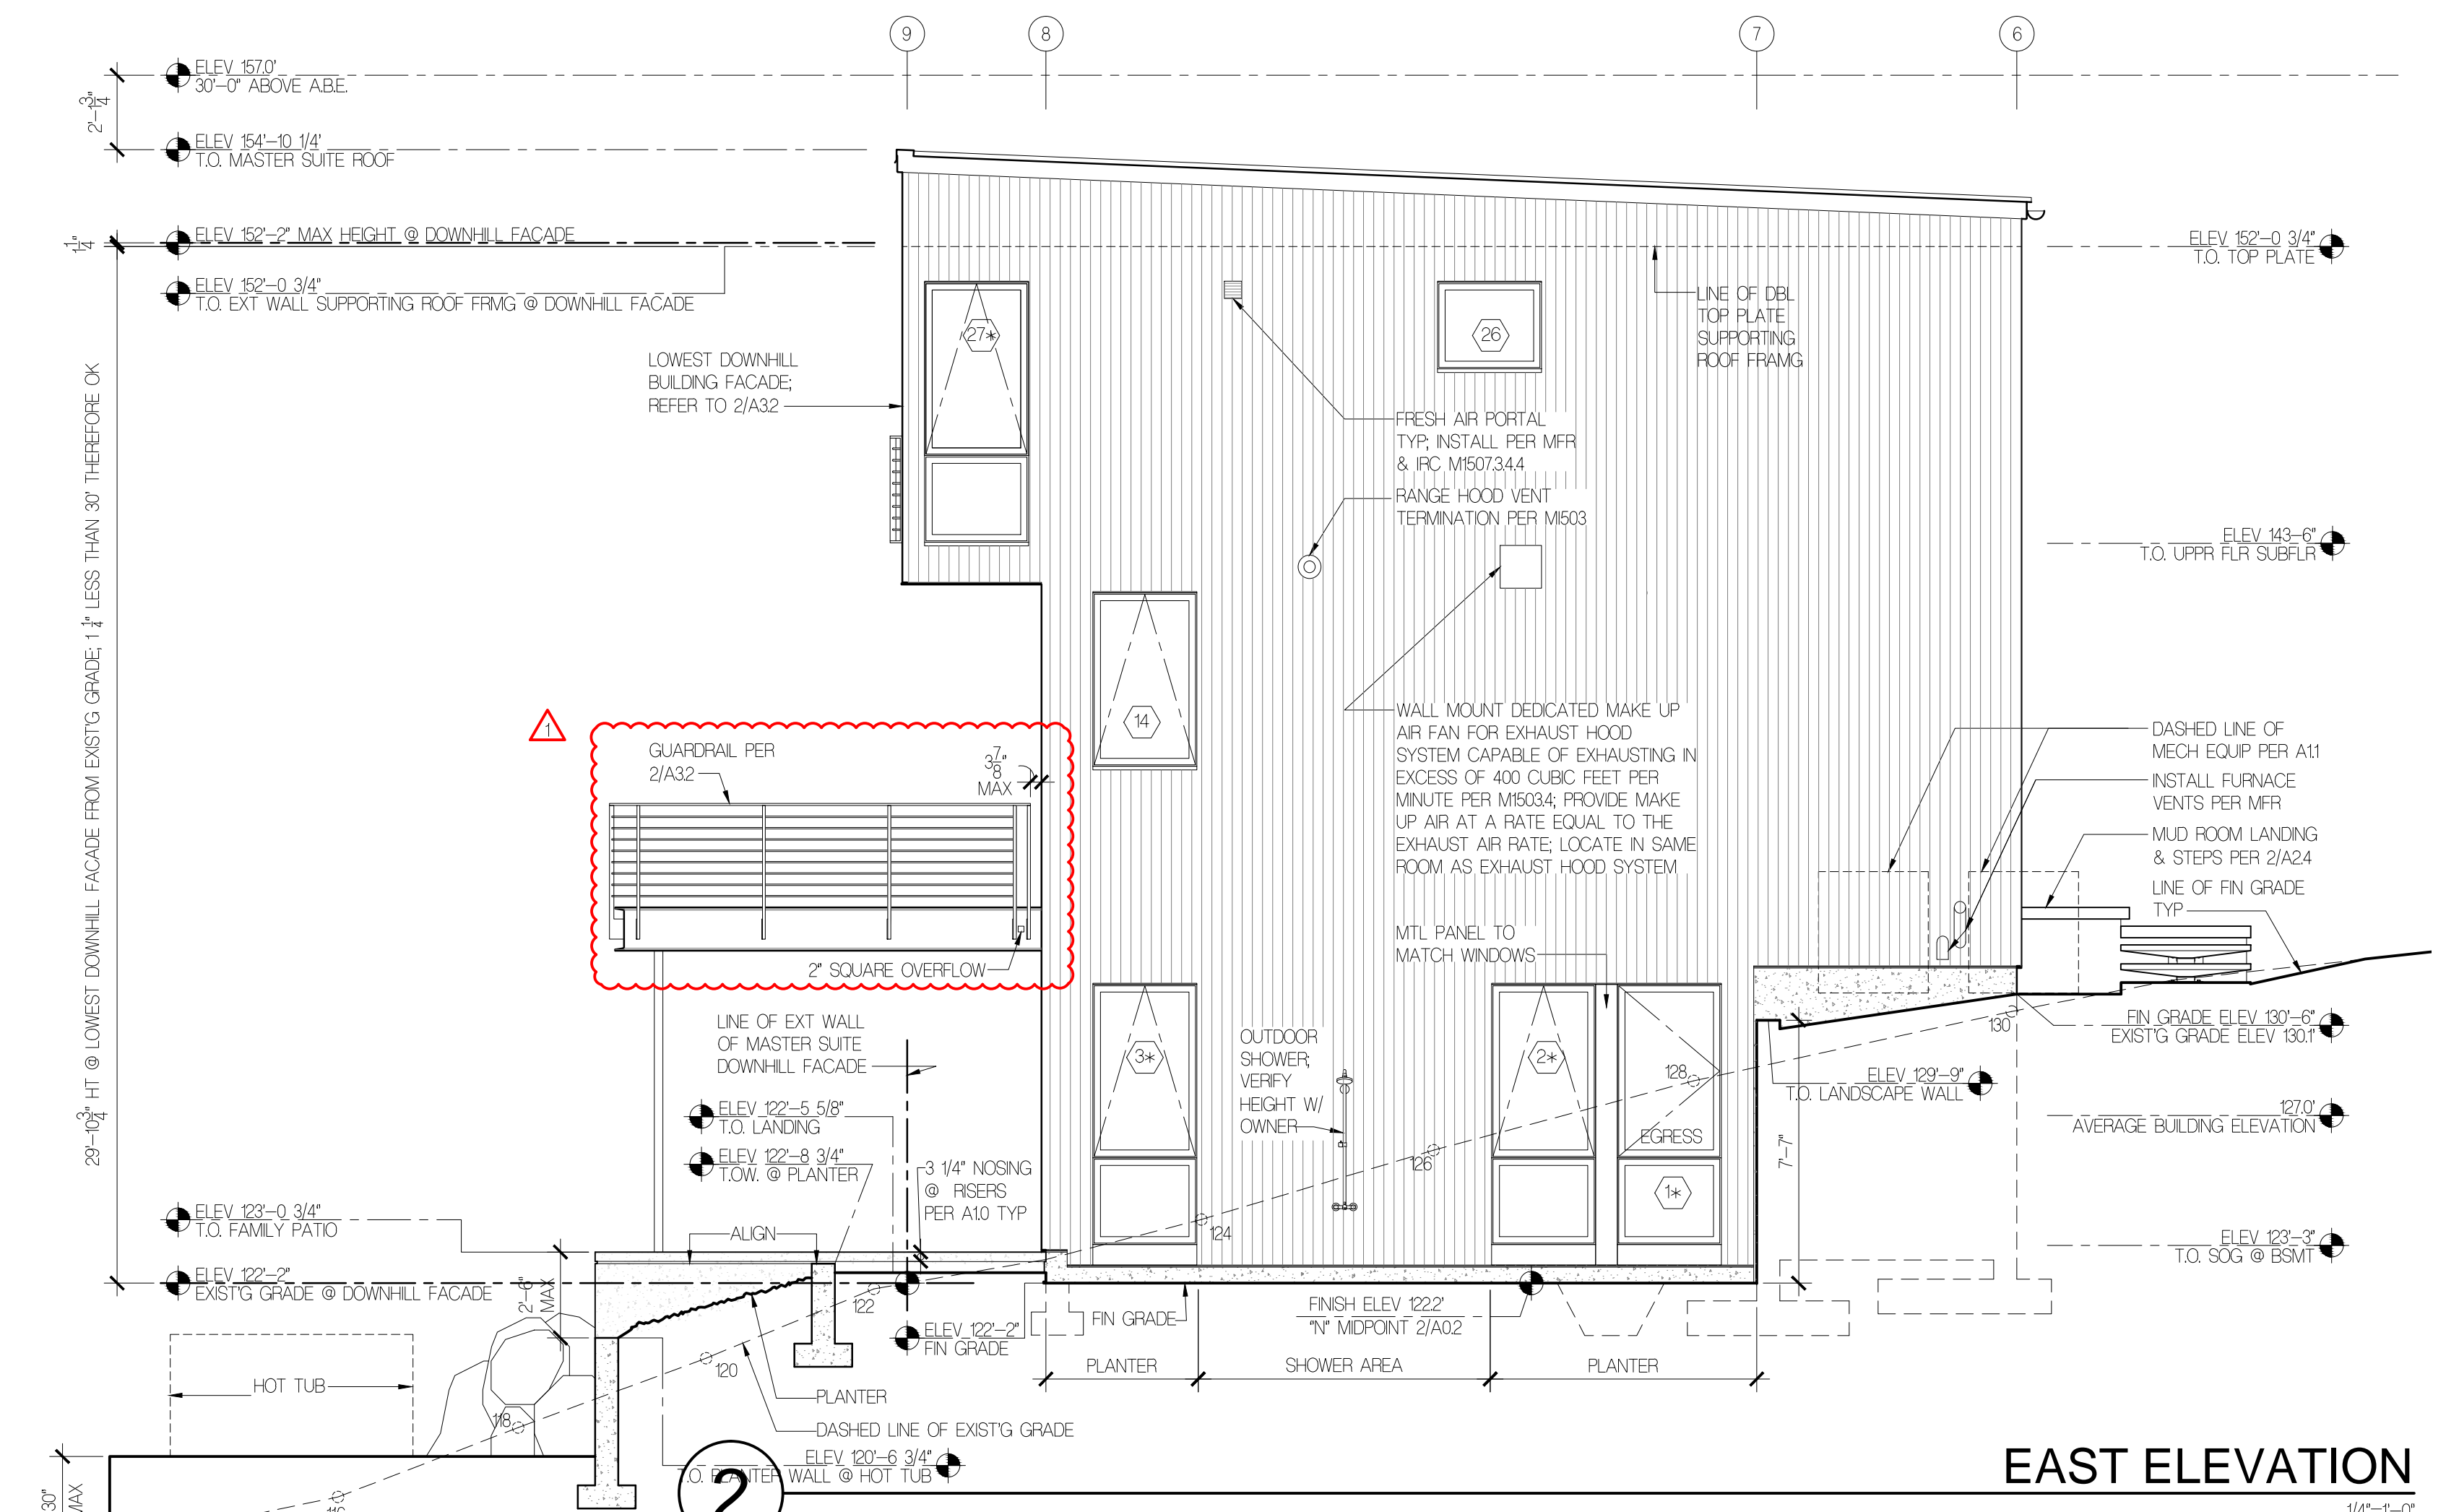 9
8
7
6
ELEV 157.0'
30'-0" ABOVE A.B.E.
2'-1 3/4"
ELEV 154'-10 1/4'
T.O. MASTER SUITE ROOF
1 1/4"
ELEV 152'-2" MAX HEIGHT @ DOWNHILL FACADE
ELEV 152'-0 3/4"
T.O. EXT WALL SUPPORTING ROOF FRMG @ DOWNHILL FACADE
ELEV 152'-0 3/4"
T.O. TOP PLATE
LINE OF DBL
TOP PLATE
SUPPORTING
ROOF FRAMG
27*
26
LOWEST DOWNHILL
BUILDING FACADE;
REFER TO 2/A3.2
29'-10 3/4" HT @ LOWEST DOWNHILL FACADE FROM EXIST'G GRADE; 1 1/4" LESS THAN 30' THEREFORE OK
FRESH AIR PORTAL
TYP; INSTALL PER MFR
& IRC M1507.3.4.4
RANGE HOOD VENT
TERMINATION PER M1503
ELEV 143-6"
T.O. UPPR FLR SUBFLR
14
1
GUARDRAIL PER
2/A3.2
3 7/8"
MAX
2" SQUARE OVERFLOW
WALL MOUNT DEDICATED MAKE UP
AIR FAN FOR EXHAUST HOOD
SYSTEM CAPABLE OF EXHAUSTING IN
EXCESS OF 400 CUBIC FEET PER
MINUTE PER M1503.4; PROVIDE MAKE
UP AIR AT A RATE EQUAL TO THE
EXHAUST AIR RATE; LOCATE IN SAME
ROOM AS EXHAUST HOOD SYSTEM
DASHED LINE OF
MECH EQUIP PER A1.1
INSTALL FURNACE
VENTS PER MFR
MUD ROOM LANDING
& STEPS PER 2/A2.4
LINE OF FIN GRADE
TYP
MTL PANEL TO
MATCH WINDOWS
LINE OF EXT WALL
OF MASTER SUITE
DOWNHILL FACADE
OUTDOOR
SHOWER;
VERIFY
HEIGHT W/
OWNER
3*
2*
EGRESS
1*
130
128
126
124
122
120
118
116
FIN GRADE ELEV 130'-6"
EXIST'G GRADE ELEV 130.1'
ELEV 129'-9"
T.O. LANDSCAPE WALL
127.0'
AVERAGE BUILDING ELEVATION
7'-7"
ELEV 123'-3"
T.O. SOG @ BSMT
ELEV 122'-5 5/8"
T.O. LANDING
ELEV 122'-8 3/4"
T.O.W. @ PLANTER
3 1/4" NOSING
@ RISERS
PER A1.0 TYP
ALIGN
ELEV 123'-0 3/4"
T.O. FAMILY PATIO
ELEV 122'-2"
EXIST'G GRADE @ DOWNHILL FACADE
2'-6"
MAX
ELEV 122'-2"
FIN GRADE
FIN GRADE
FINISH ELEV 122.2'
"N" MIDPOINT 2/A0.2
PLANTER
SHOWER AREA
PLANTER
HOT TUB
PLANTER
DASHED LINE OF EXIST'G GRADE
ELEV 120'-6 3/4"
T.O. PLANTER WALL @ HOT TUB
30"
MAX
2
EAST ELEVATION
1/4"=1'-0"